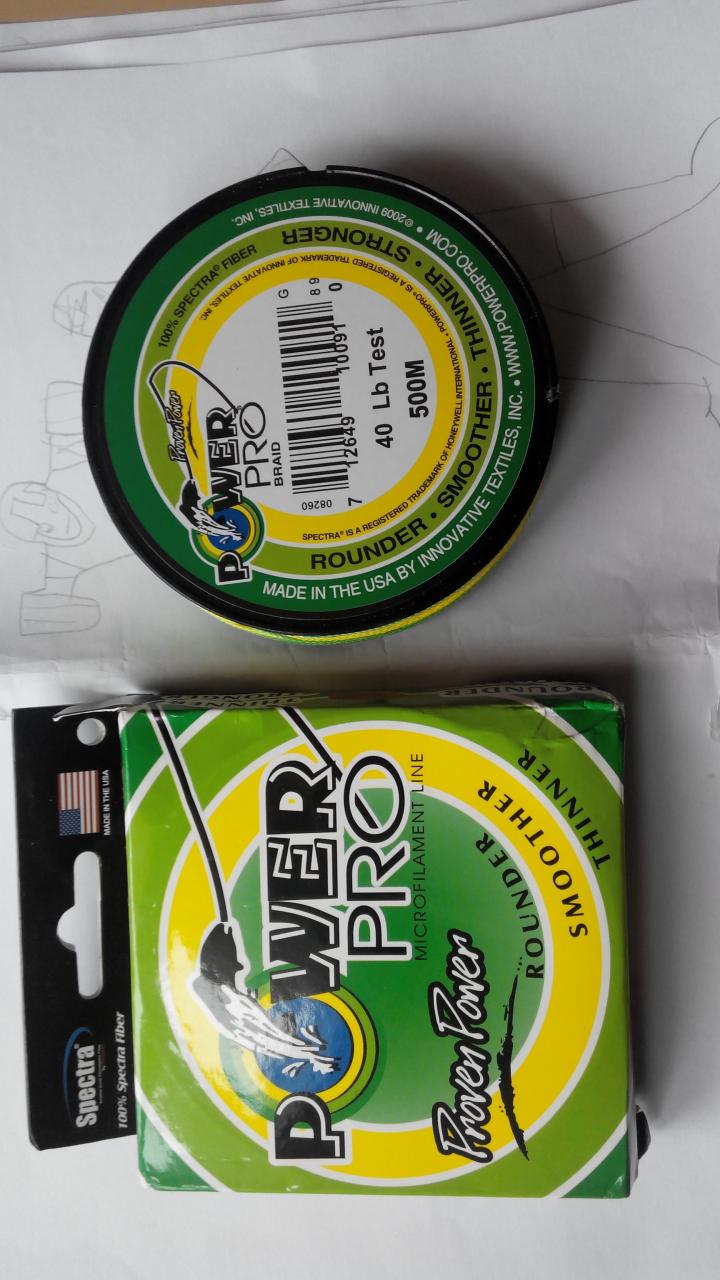 ©2009 INNOVATIVE TEXTILES, INC.
100% SPECTRA® FIBER
ROUNDER • SMOOTHER • THINNER • STRONGER
MADE IN THE USA BY INNOVATIVE TEXTILES, INC. • WWW.POWERPRO.COM •
SPECTRA® IS A REGISTERED TRADEMARK OF HONEYWELL INTERNATIONAL • POWERPRO® IS A REGISTERED TRADEMARK OF INNOVATIVE TEXTILES, INC.
Proven Power
POWER
PRO
BRAID
08260
G
7 12649 10091 0
89
40 Lb Test
500M
MADE IN THE USA
Spectra®
100% Spectra Fiber
ROUNDER
POWER
PRO
MICROFILAMENT LINE
Proven Power
ROUNDER
SMOOTHER
THINNER